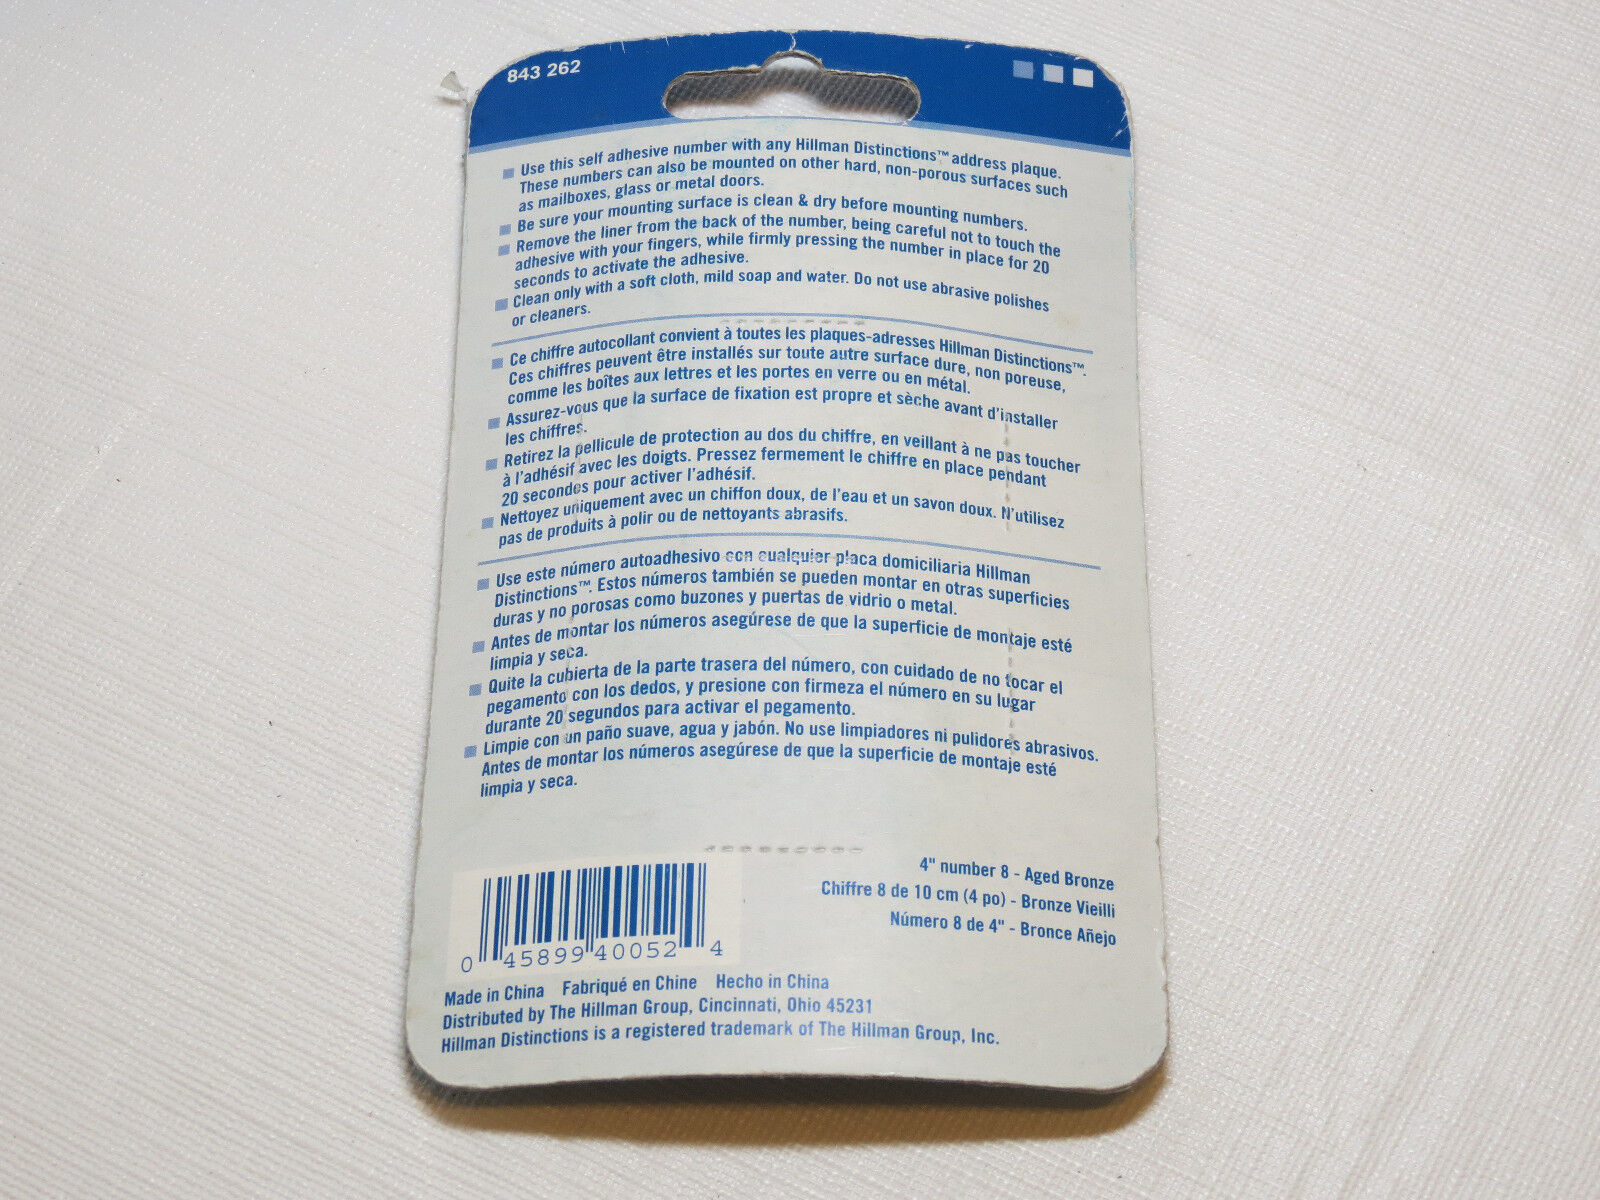 843 262
Use this self adhesive number with any Hillman Distinctions™ address plaque.
These numbers can also be mounted on other hard, non-porous surfaces such
as mailboxes, glass or metal doors.
Be sure your mounting surface is clean & dry before mounting numbers.
Remove the liner from the back of the number, being careful not to touch the
adhesive with your fingers, while firmly pressing the number in place for 20
seconds to activate the adhesive.
Clean only with a soft cloth, mild soap and water. Do not use abrasive polishes
or cleaners.
Ce chiffre autocollant convient à toutes les plaques-adresses Hillman Distinctions™.
Ces chiffres peuvent être installés sur toute autre surface dure, non poreuse,
comme les boîtes aux lettres et les portes en verre ou en métal.
Assurez-vous que la surface de fixation est propre et sèche avant d'installer
les chiffres.
Retirez la pellicule de protection au dos du chiffre, en veillant à ne pas toucher
à l'adhésif avec les doigts. Pressez fermement le chiffre en place pendant
20 secondes pour activer l'adhésif.
Nettoyez uniquement avec un chiffon doux, de l'eau et un savon doux. N'utilisez
pas de produits à polir ou de nettoyants abrasifs.
Use este número autoadhesivo con cualquier placa domiciliaria Hillman
Distinctions™. Estos números también se pueden montar en otras superficies
duras y no porosas como buzones y puertas de vidrio o metal.
Antes de montar los números asegúrese de que la superficie de montaje esté
limpia y seca.
Quite la cubierta de la parte trasera del número, con cuidado de no tocar el
pegamento con los dedos, y presione con firmeza el número en su lugar
durante 20 segundos para activar el pegamento.
Limpie con un paño suave, agua y jabón. No use limpiadores ni pulidores abrasivos.
Antes de montar los números asegúrese de que la superficie de montaje esté
limpia y seca.
4" number 8 - Aged Bronze
Chiffre 8 de 10 cm (4 po) - Bronze Vieilli
Número 8 de 4" - Bronce Añejo
0 45899 40052 4
Made in China Fabriqué en Chine Hecho in China
Distributed by The Hillman Group, Cincinnati, Ohio 45231
Hillman Distinctions is a registered trademark of The Hillman Group, Inc.